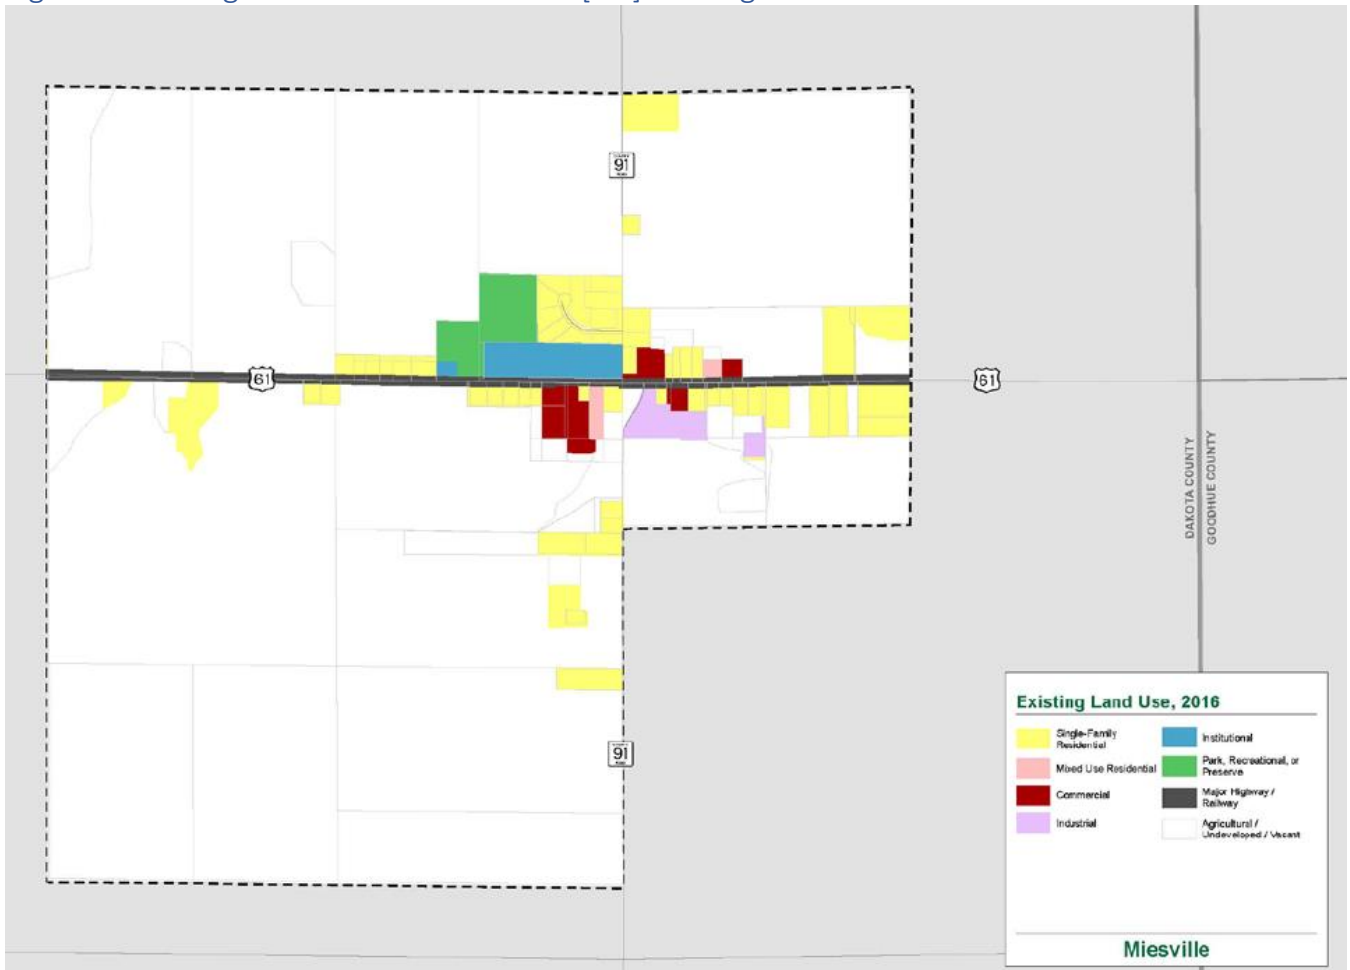 91
61
61
DAKOTA COUNTY
GOODHUE COUNTY
91
Existing Land Use, 2016
Single-Family
Residential
Mixed Use Residential
Commercial
Industrial
Institutional
Park, Recreational, or
Preserve
Major Highway /
Railway
Agricultural /
Undeveloped / Vacant
Miesville